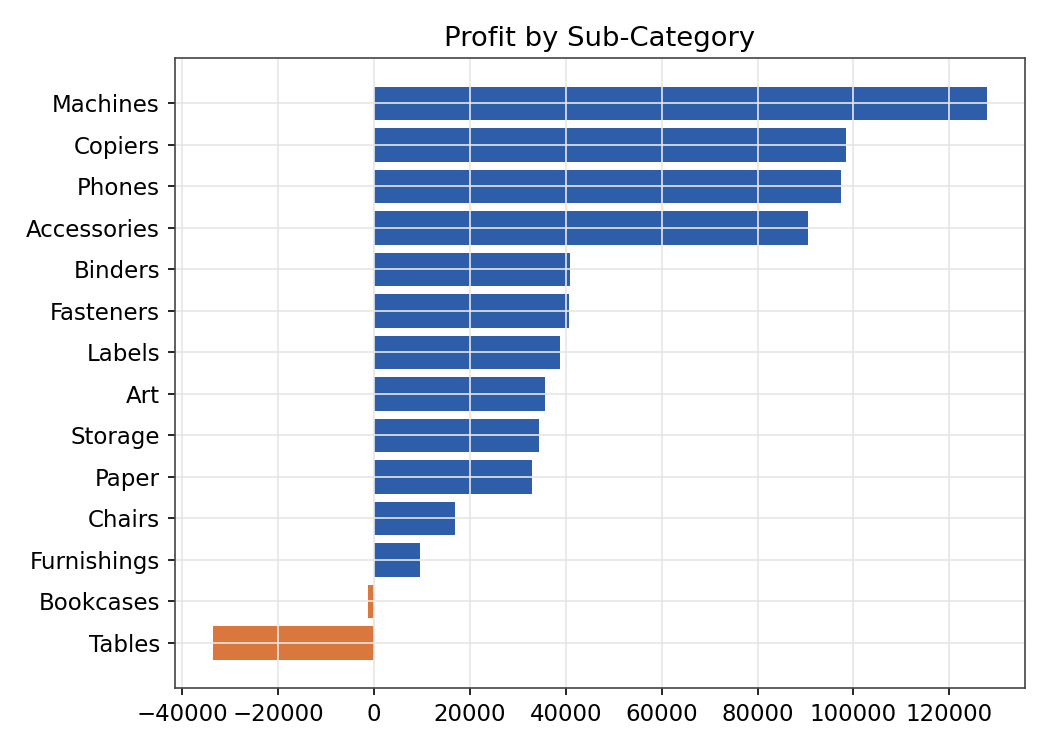 Profit by Sub-Category
Machines
Copiers
Phones
Accessories
Binders
Fasteners
Labels
Art
Storage
Paper
Chairs
Furnishings
Bookcases
Tables
−40000 −20000 0 20000 40000 60000 80000 100000 120000